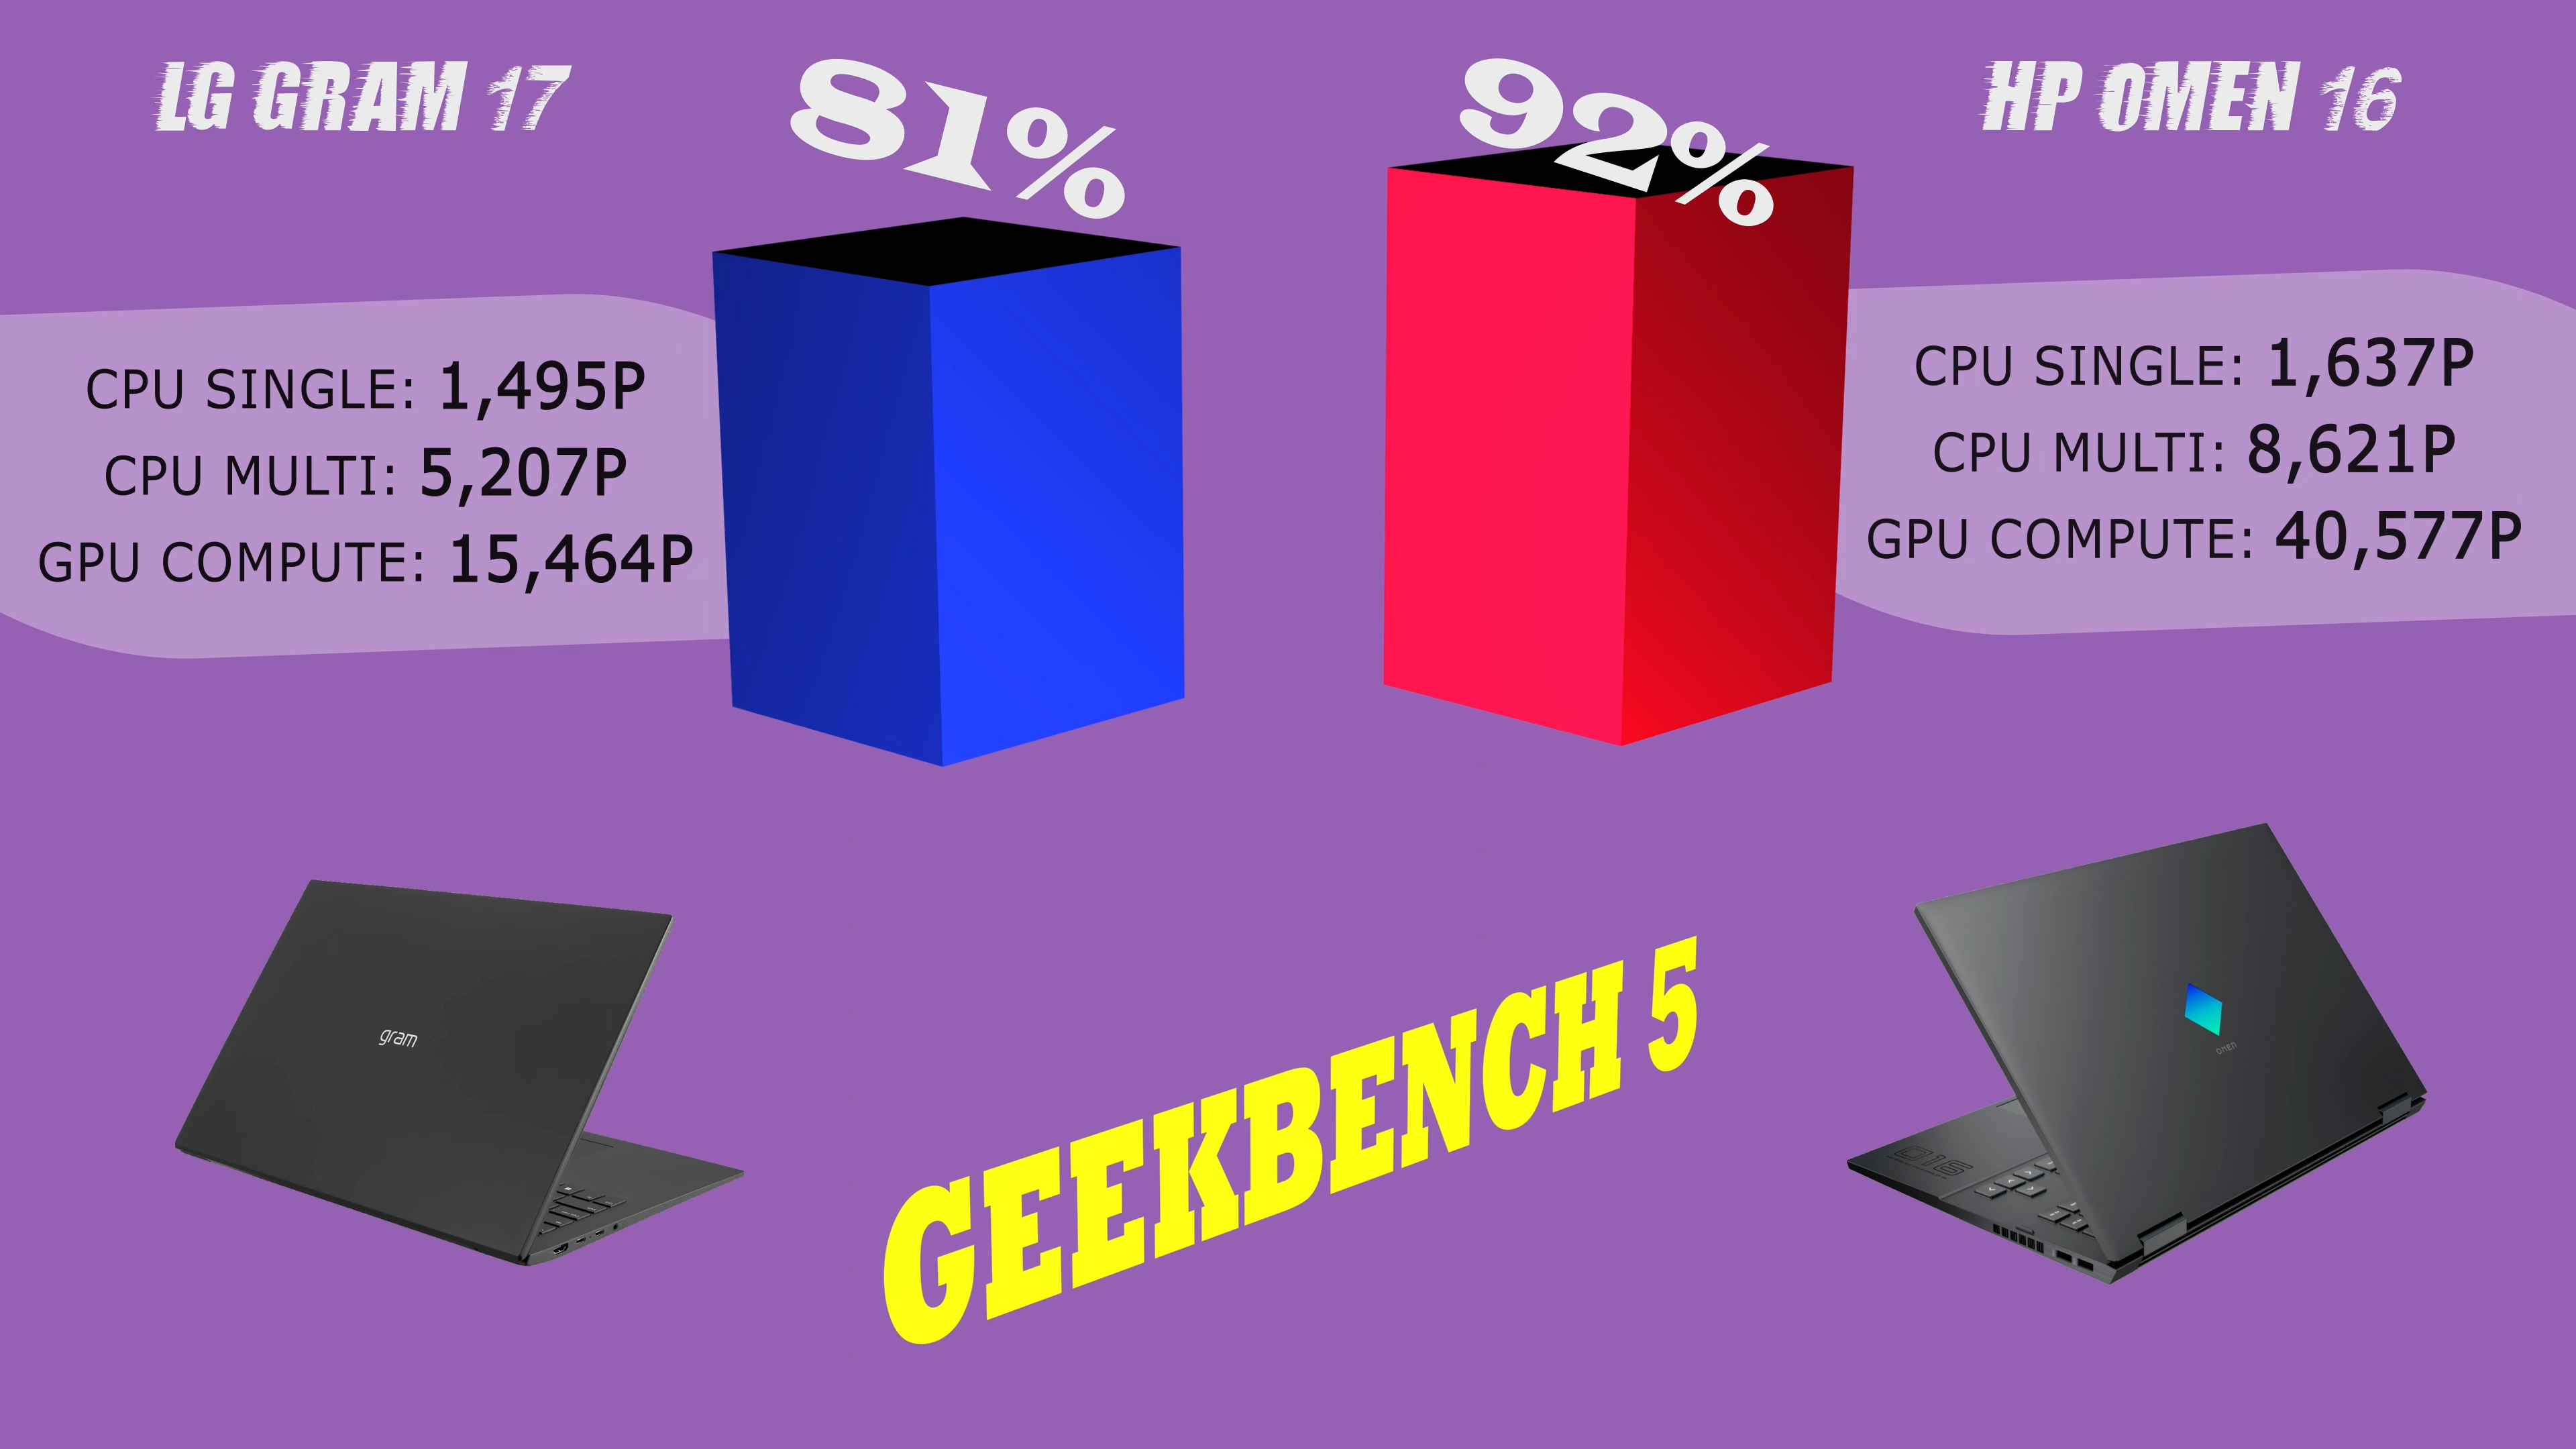 LG GRAM 17
81%
92%
HP OMEN 16
CPU SINGLE: 1,495P
CPU MULTI: 5,207P
GPU COMPUTE: 15,464P
CPU SINGLE: 1,637P
CPU MULTI: 8,621P
GPU COMPUTE: 40,577P
gram
OMEN
GEEKBENCH 5